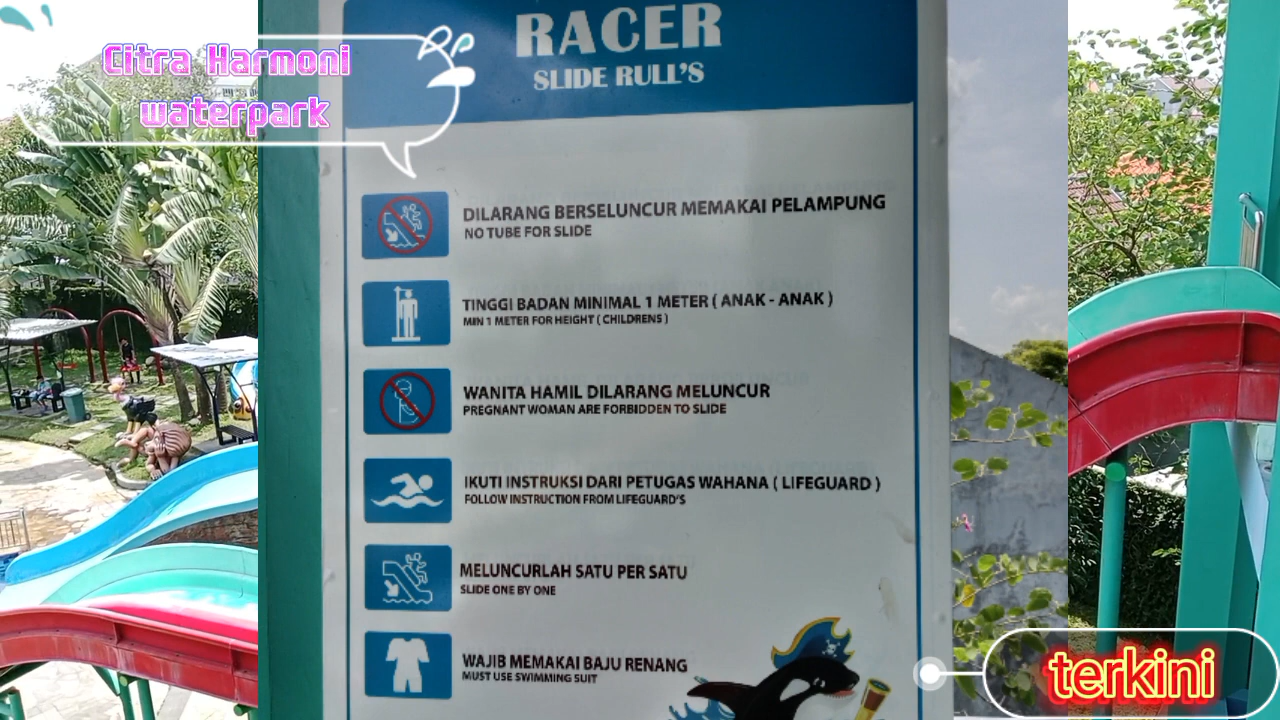 Citra Harmoni
waterpark
RACER
SLIDE RULL'S
DILARANG BERSELUNCUR MEMAKAI PELAMPUNG
NO TUBE FOR SLIDE
TINGGI BADAN MINIMAL 1 METER ( ANAK - ANAK )
MIN 1 METER FOR HEIGHT ( CHILDRENS )
WANITA HAMIL DILARANG MELUNCUR
PREGNANT WOMAN ARE FORBIDDEN TO SLIDE
IKUTI INSTRUKSI DARI PETUGAS WAHANA ( LIFEGUARD )
FOLLOW INSTRUCTION FROM LIFEGUARD'S
MELUNCURLAH SATU PER SATU
SLIDE ONE BY ONE
WAJIB MEMAKAI BAJU RENANG
MUST USE SWIMMING SUIT
terkini